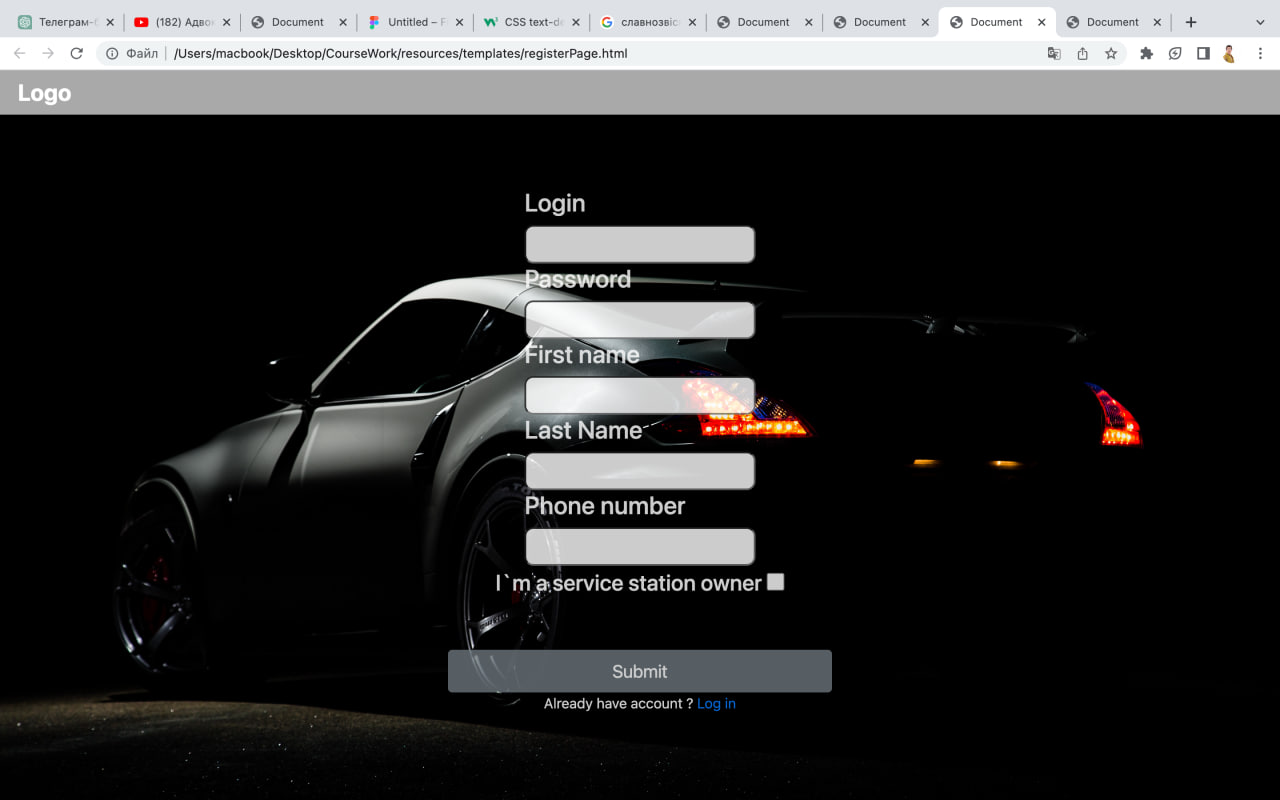 Телеграм-б
(182) Адвок
Document
Untitled – F
CSS text-de
славнозвіс
Document
Document
Document
Document
Файл
/Users/macbook/Desktop/CourseWork/resources/templates/registerPage.html
Logo
Login
Password
First name
Last Name
Phone number
I`m a service station owner
Submit
Already have account ? Log in